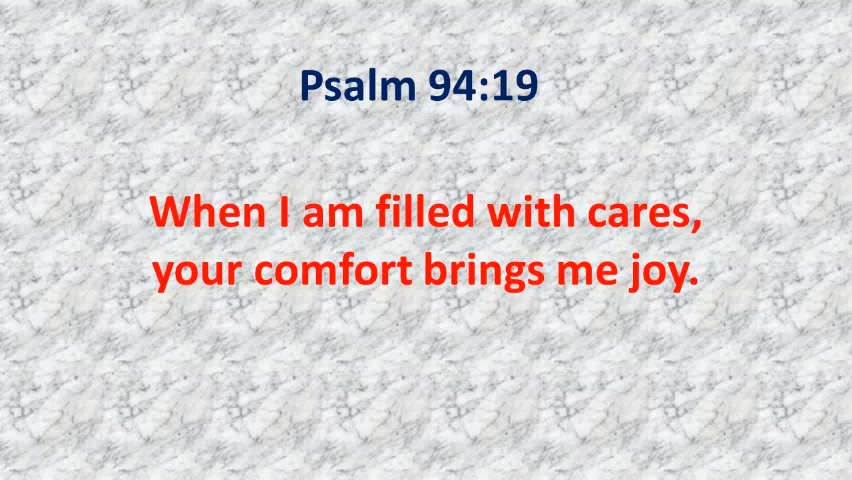 Psalm 94:19
When I am filled with cares,
your comfort brings me joy.